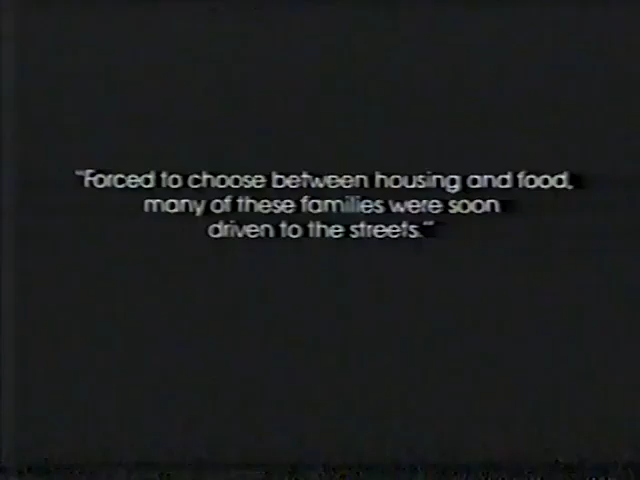 "Forced to choose between housing and food,
many of these families were soon
driven to the streets."